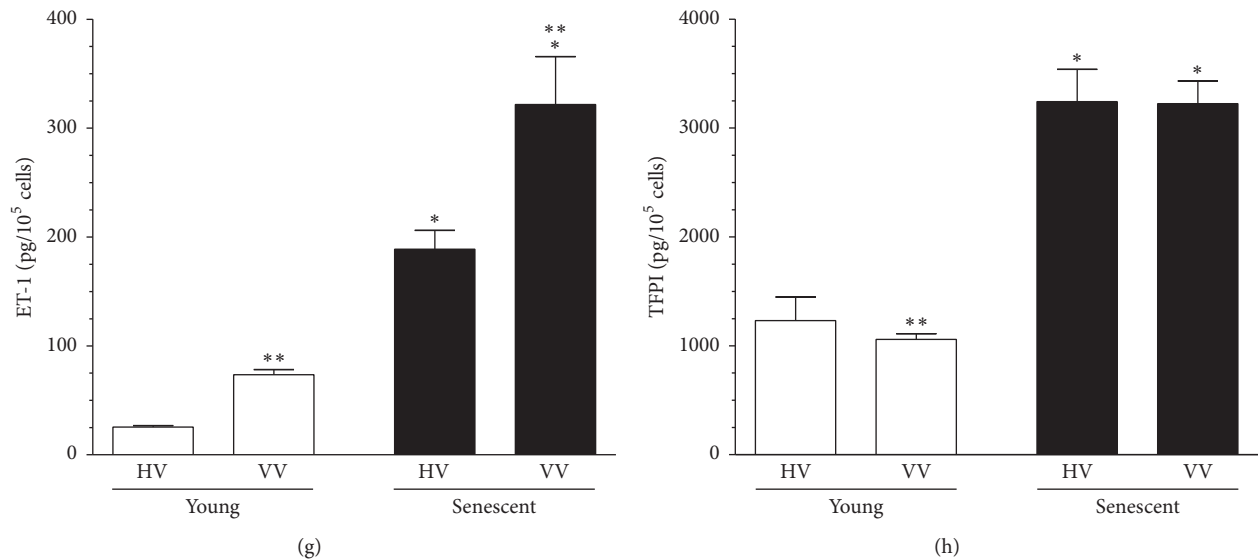 400
300
200
100
0
ET-1 (pg/10⁵ cells)
**
*
*
**
HV VV HV VV
Young Senescent
(g)
4000
3000
2000
1000
0
TFPI (pg/10⁵ cells)
* *
**
HV VV HV VV
Young Senescent
(h)